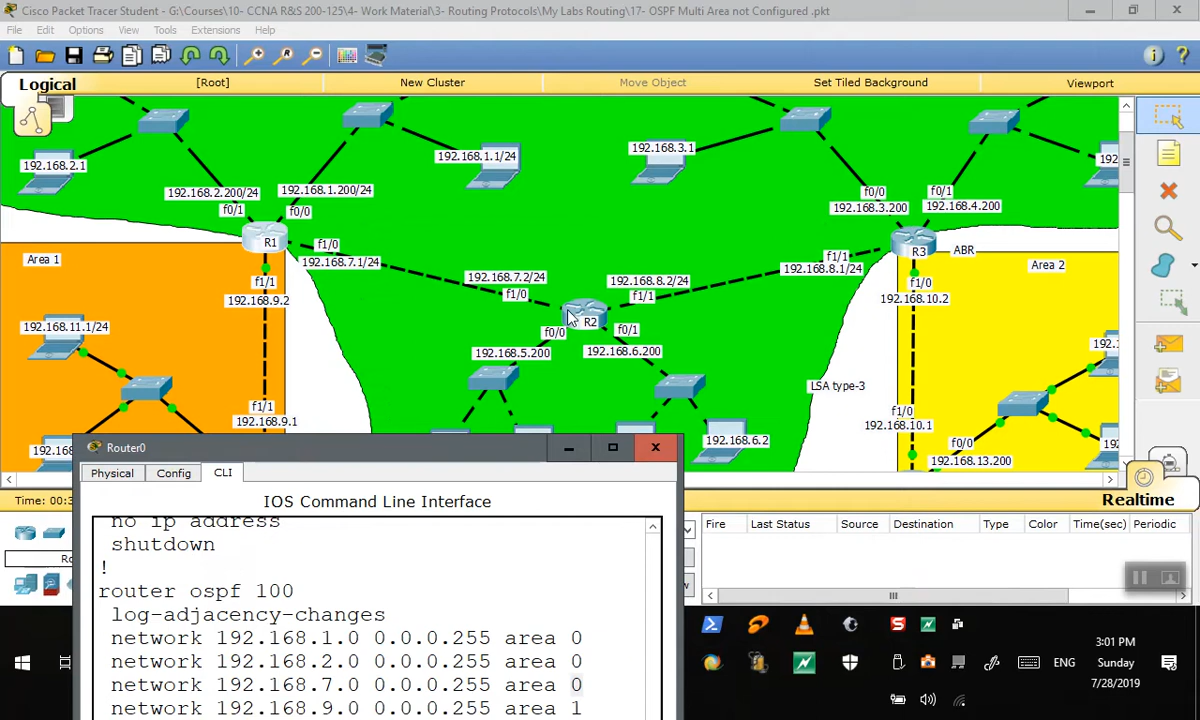 Cisco Packet Tracer Student - G:\Courses\10- CCNA R&S 200-125\4- Work Material\3- Routing Protocols\My Labs Routing\17- OSPF Multi Area not Configured .pkt
File Edit Options View Tools Extensions Help
Logical [Root] New Cluster Move Object Set Tiled Background Viewport
192.168.2.1
192.168.1.1/24
192.168.3.1
192.
192.168.2.200/24
192.168.1.200/24
f0/0
f0/1
f0/1
f0/0
192.168.3.200
192.168.4.200
R1
f1/0
192.168.7.1/24
192.168.7.2/24
f1/0
192.168.8.2/24
f1/1
f1/1
192.168.8.1/24
R3
ABR
Area 1
Area 2
f1/1
192.168.9.2
f1/0
192.168.10.2
R2
f0/0
f0/1
192.168.11.1/24
192.168.5.200
192.168.6.200
192.1
LSA type-3
f1/1
192.168.9.1
f1/0
192.168.10.1
192.168.6.2
f0/0
192.168.13.200
Router0
Physical Config CLI
IOS Command Line Interface
no ip address
shutdown
!
router ospf 100
log-adjacency-changes
network 192.168.1.0 0.0.0.255 area 0
network 192.168.2.0 0.0.0.255 area 0
network 192.168.7.0 0.0.0.255 area 0
network 192.168.9.0 0.0.0.255 area 1
Realtime
Fire Last Status Source Destination Type Color Time(sec) Periodic
ENG
3:01 PM
Sunday
7/28/2019